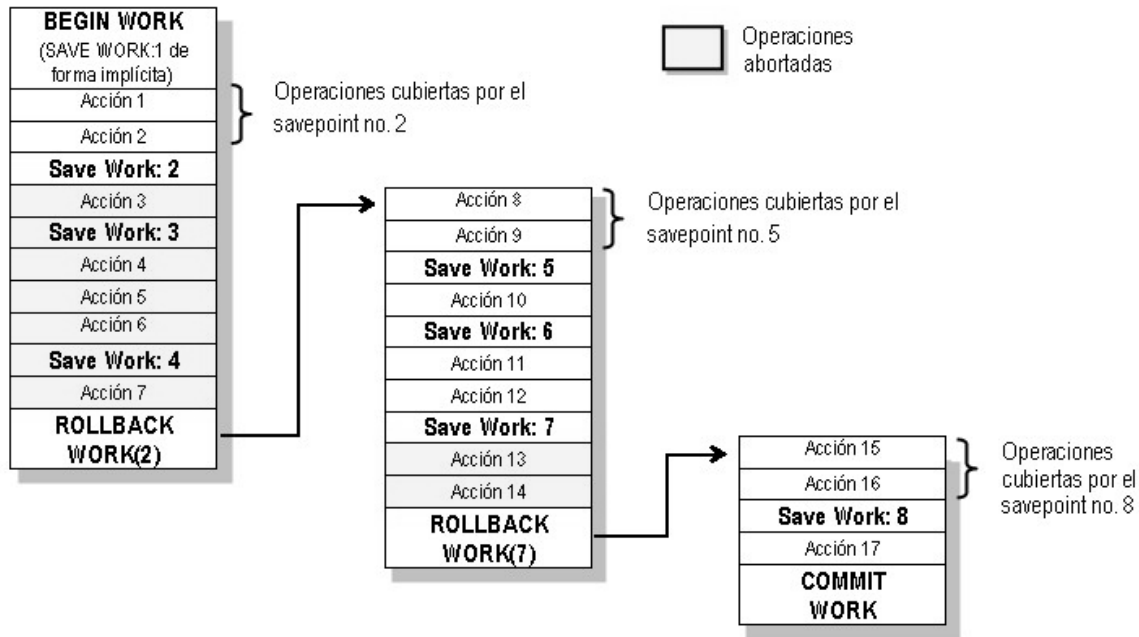 BEGIN WORK
(SAVE WORK:1 de
forma implícita)
Acción 1
Acción 2
Save Work: 2
Acción 3
Save Work: 3
Acción 4
Acción 5
Acción 6
Save Work: 4
Acción 7
ROLLBACK
WORK(2)
Operaciones cubiertas por el
savepoint no. 2
Operaciones
abortadas
Acción 8
Acción 9
Save Work: 5
Acción 10
Save Work: 6
Acción 11
Acción 12
Save Work: 7
Acción 13
Acción 14
ROLLBACK
WORK(7)
Operaciones cubiertas por el
savepoint no. 5
Acción 15
Acción 16
Save Work: 8
Acción 17
COMMIT
WORK
Operaciones
cubiertas por el
savepoint no. 8